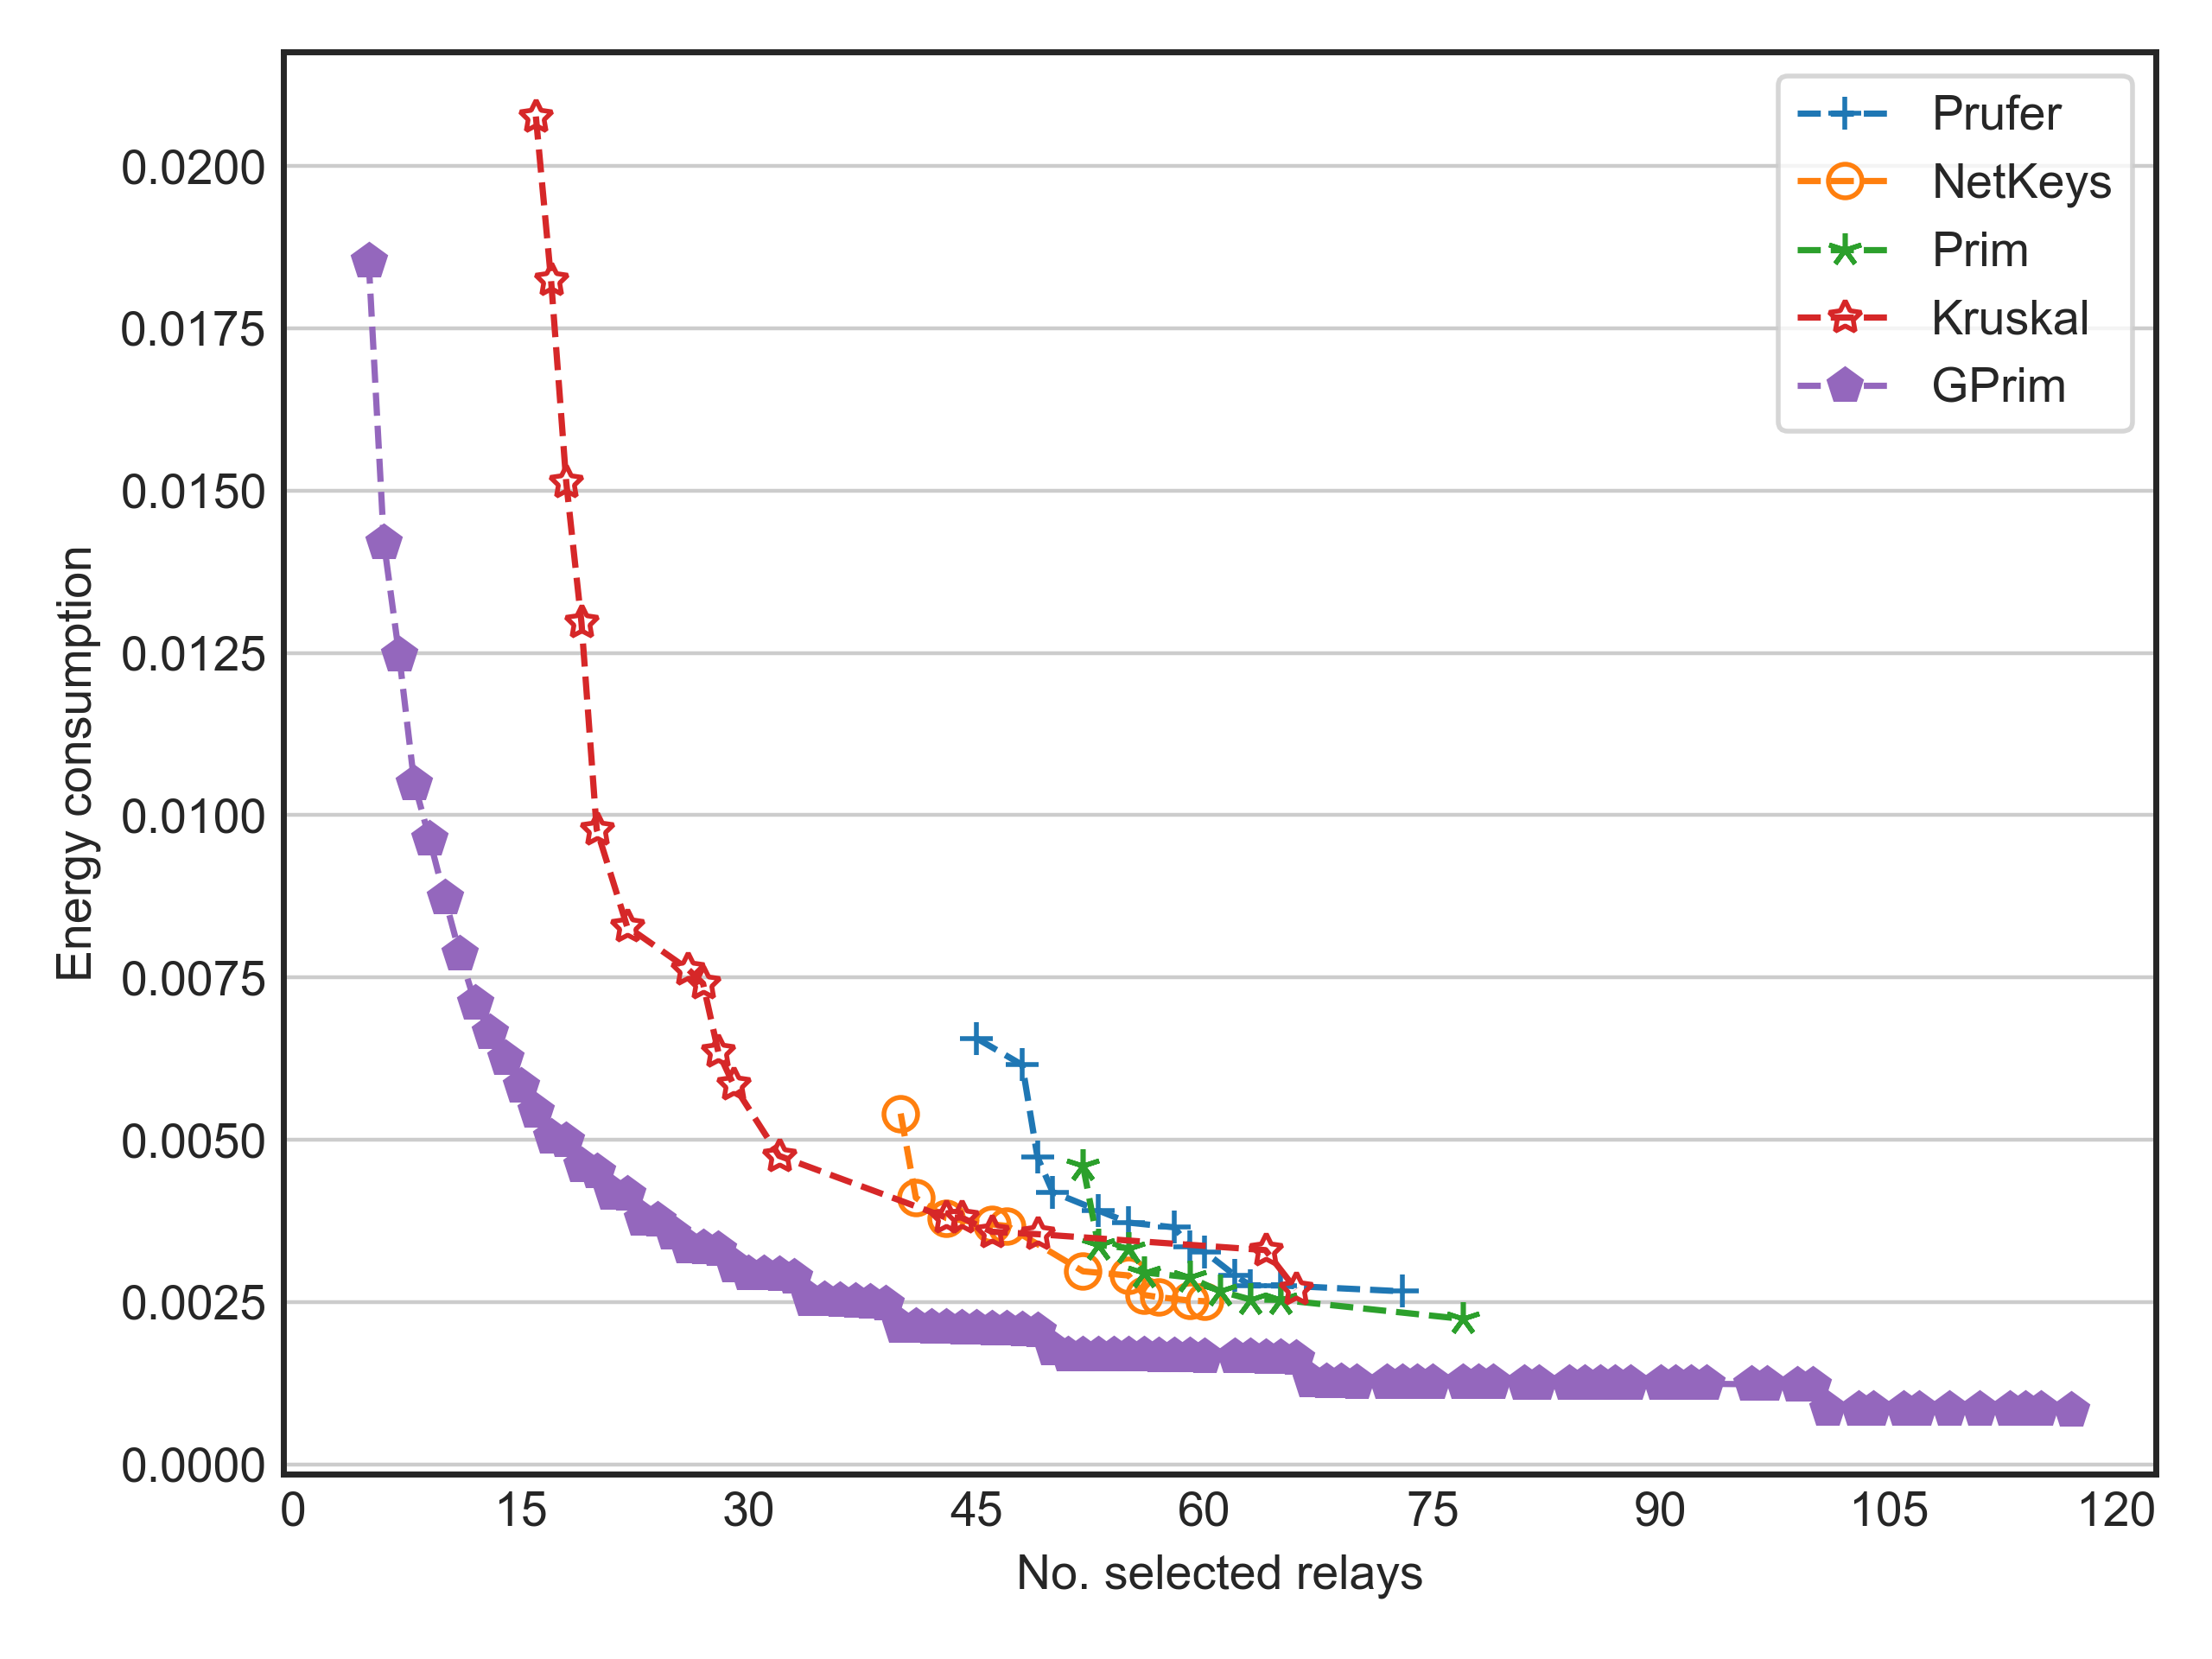 Energy consumption
0.0200
0.0175
0.0150
0.0125
0.0100
0.0075
0.0050
0.0025
0.0000
Prufer
NetKeys
Prim
Kruskal
GPrim
0 15 30 45 60 75 90 105 120
No. selected relays